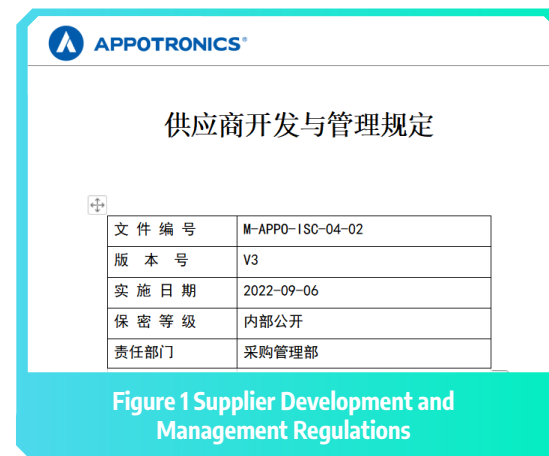 APPOTRONICS®
供应商开发与管理规定
文件编号 M-APPO-ISC-04-02
版本号 V3
实施日期 2022-09-06
保密等级 内部公开
责任部门 采购管理部
Figure 1 Supplier Development and
Management Regulations